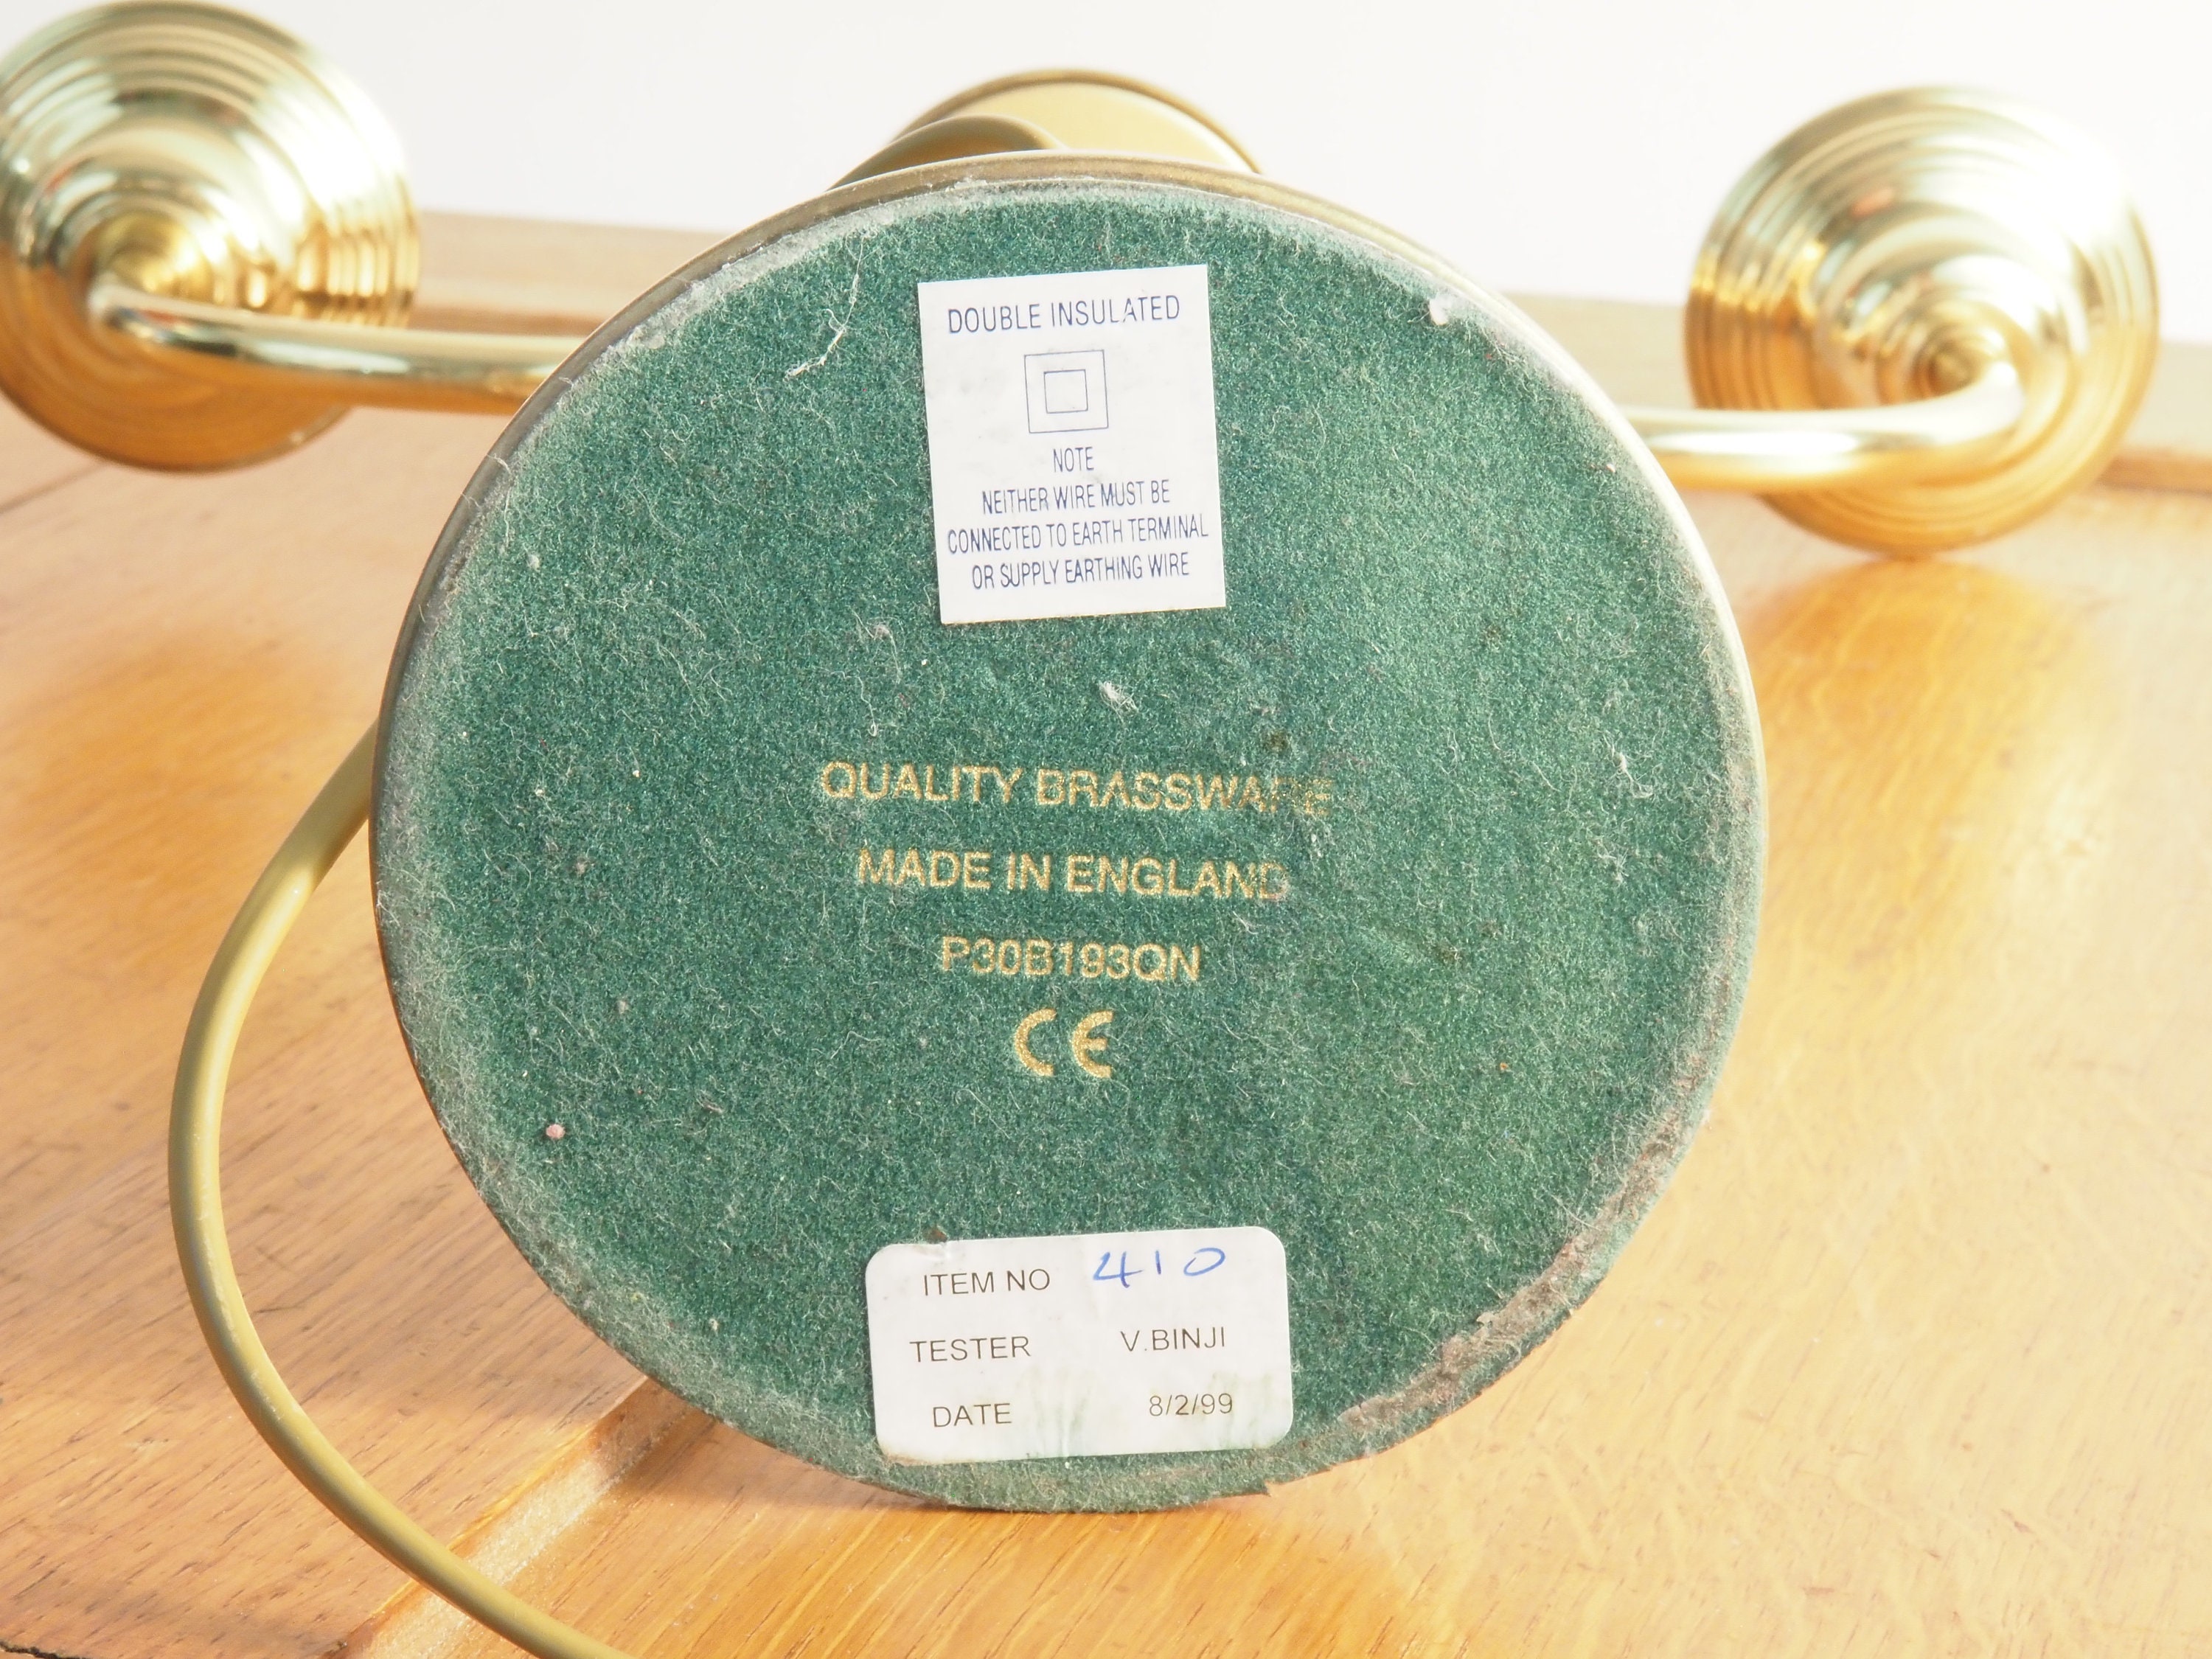 DOUBLE INSULATED
NOTE
NEITHER WIRE MUST BE
CONNECTED TO EARTH TERMINAL
OR SUPPLY EARTHING WIRE
QUALITY BRASSWARE
MADE IN ENGLAND
P30B193QN
CE
ITEM NO 410
TESTER V.BINJI
DATE 8/2/99